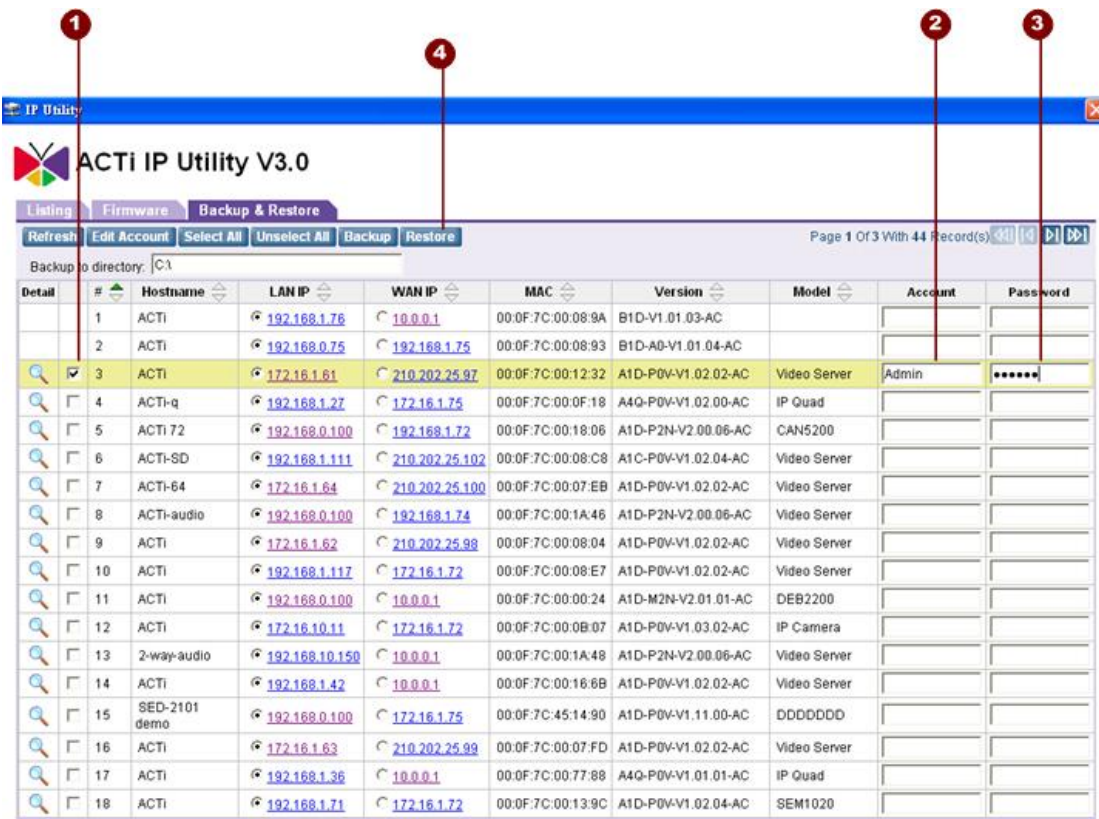 1
2
3
4
IP Utility
ACTi IP Utility V3.0
Listing Firmware Backup & Restore
Refresh Edit Account Select All Unselect All Backup Restore Page 1 Of 3 With 44 Record(s)
Backup to directory: C:\
Detail # Hostname LAN IP WAN IP MAC Version Model Account Password
1 ACTi 192.168.1.76 10.0.0.1 00:0F:7C:00:08:9A B1D-V1.01.03-AC
2 ACTi 192.168.0.75 192.168.1.75 00:0F:7C:00:08:93 B1D-A0-V1.01.04-AC
3 ACTi 172.16.1.61 210.202.25.97 00:0F:7C:00:12:32 A1D-P0V-V1.02.02-AC Video Server Admin ••••••
4 ACTi-q 192.168.1.27 172.16.1.75 00:0F:7C:00:0F:18 A4Q-P0V-V1.02.00-AC IP Quad
5 ACTi 72 192.168.0.100 192.168.1.72 00:0F:7C:00:18:06 A1D-P2N-V2.00.06-AC CAN5200
6 ACTi-SD 192.168.1.111 210.202.25.102 00:0F:7C:00:08:C8 A1C-P0V-V1.02.04-AC Video Server
7 ACTi-64 172.16.1.64 210.202.25.100 00:0F:7C:00:07:EB A1D-P0V-V1.02.02-AC Video Server
8 ACTi-audio 192.168.0.100 192.168.1.74 00:0F:7C:00:1A:46 A1D-P2N-V2.00.06-AC Video Server
9 ACTi 172.16.1.62 210.202.25.98 00:0F:7C:00:08:04 A1D-P0V-V1.02.02-AC Video Server
10 ACTi 192.168.1.117 172.16.1.72 00:0F:7C:00:08:E7 A1D-P0V-V1.02.02-AC Video Server
11 ACTi 192.168.0.100 10.0.0.1 00:0F:7C:00:00:24 A1D-M2N-V2.01.01-AC DEB2200
12 ACTi 172.16.10.11 172.16.1.72 00:0F:7C:00:0B:07 A1D-P0V-V1.03.02-AC IP Camera
13 2-way-audio 192.168.10.150 10.0.0.1 00:0F:7C:00:1A:48 A1D-P2N-V2.00.06-AC Video Server
14 ACTi 192.168.1.42 10.0.0.1 00:0F:7C:00:16:6B A1D-P0V-V1.02.02-AC Video Server
15 SED-2101 demo 192.168.0.100 172.16.1.75 00:0F:7C:45:14:90 A1D-P0V-V1.11.00-AC DDDDDDD
16 ACTi 172.16.1.63 210.202.25.99 00:0F:7C:00:07:FD A1D-P0V-V1.02.02-AC Video Server
17 ACTi 192.168.1.36 10.0.0.1 00:0F:7C:00:77:88 A4Q-P0V-V1.01.01-AC IP Quad
18 ACTi 192.168.1.71 172.16.1.72 00:0F:7C:00:13:9C A1D-P0V-V1.02.04-AC SEM1020